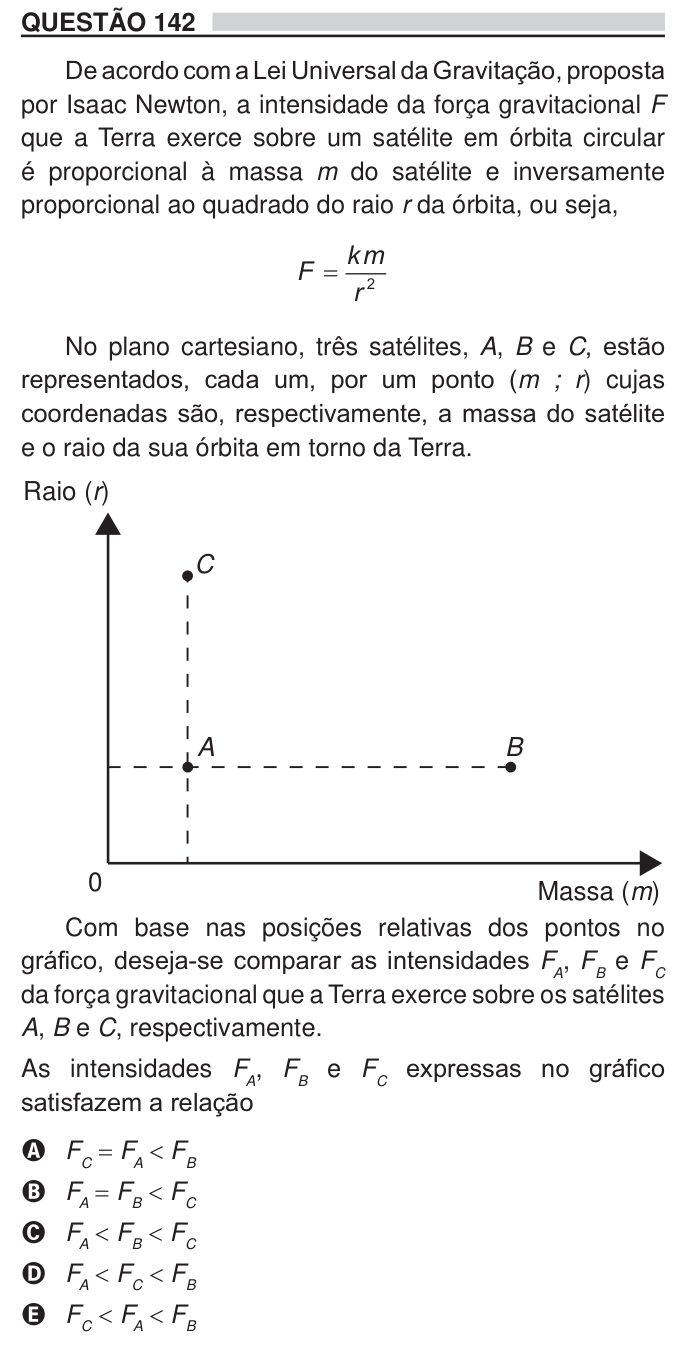 QUESTÃO 142
De acordo com a Lei Universal da Gravitação, proposta
por Isaac Newton, a intensidade da força gravitacional F
que a Terra exerce sobre um satélite em órbita circular
é proporcional à massa m do satélite e inversamente
proporcional ao quadrado do raio r da órbita, ou seja,
F = km / r²
No plano cartesiano, três satélites, A, B e C, estão
representados, cada um, por um ponto (m ; r) cujas
coordenadas são, respectivamente, a massa do satélite
e o raio da sua órbita em torno da Terra.
Raio (r)
C
A
B
0
Massa (m)
Com base nas posições relativas dos pontos no
gráfico, deseja-se comparar as intensidades F_A, F_B e F_C
da força gravitacional que a Terra exerce sobre os satélites
A, B e C, respectivamente.
As intensidades F_A, F_B e F_C expressas no gráfico
satisfazem a relação
A F_C = F_A < F_B
B F_A = F_B < F_C
C F_A < F_B < F_C
D F_A < F_C < F_B
E F_C < F_A < F_B